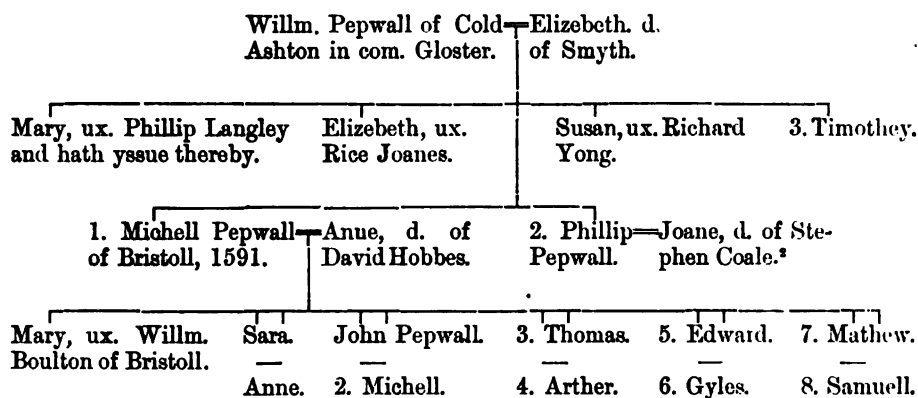 Willm. Pepwall of Cold Elizebeth. d.
Ashton in com. Gloster. of Smyth.
Mary, ux. Phillip Langley Elizebeth, ux. Susan, ux. Richard 3. Timothey.
and hath yssue thereby. Rice Joanes. Yong.
1. Michell Pepwall Anne, d. of 2. Phillip Joane, d. of Ste-
of Bristoll, 1591. David Hobbes. Pepwall. phen Coale.²
Mary, ux. Willm. Sara. John Pepwall. 3. Thomas. 5. Edward. 7. Mathew.
Boulton of Bristoll. — — — — —
Anne. 2. Michell. 4. Arther. 6. Gyles. 8. Samuell.